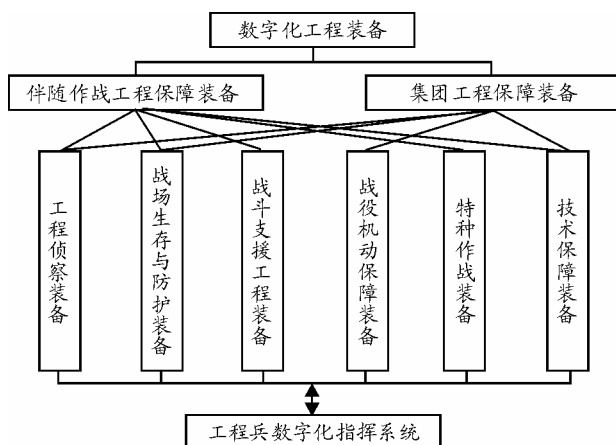 数字化工程装备
伴随作战工程保障装备
集团工程保障装备
工程侦察装备
战场生存与防护装备
战斗支援工程装备
战役机动保障装备
特种作战装备
技术保障装备
工程兵数字化指挥系统